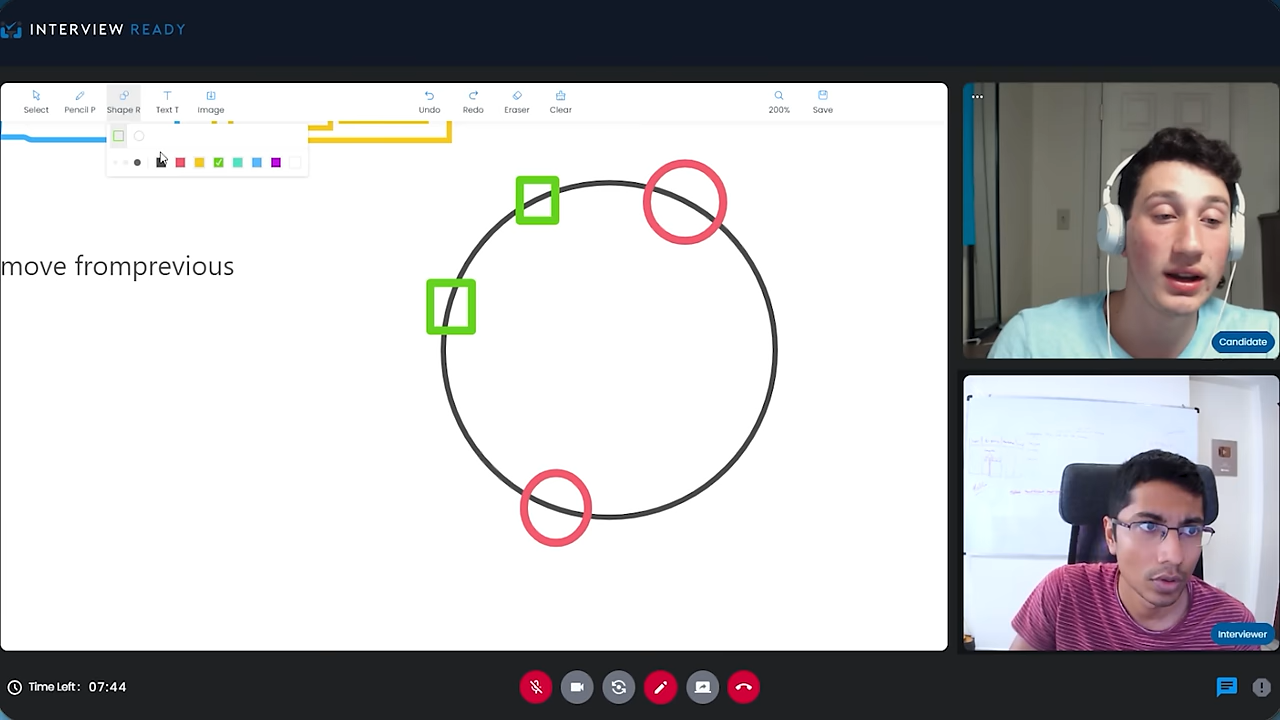 INTERVIEW READY
Select
Pencil P
Shape R
Text T
Image
Undo
Redo
Eraser
Clear
200%
Save
move fromprevious
Candidate
Interviewer
Time Left : 07:44